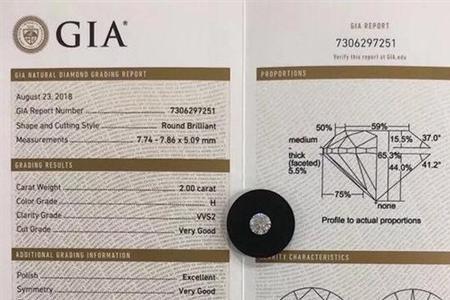 GIA®
GIA NATURAL DIAMOND GRADING REPORT
August 23, 2018
GIA Report Number 7306297251
Shape and Cutting Style Round Brilliant
Measurements 7.74 - 7.86 x 5.09 mm
GRADING RESULTS
Carat Weight 2.00 carat
Color Grade H
Clarity Grade VVS2
Cut Grade Very Good
ADDITIONAL GRADING INFORMATION
Polish Excellent
Symmetry Very Good
GIA REPORT
7306297251
Verify this report at GIA.edu
PROPORTIONS
50% 59%
medium 15.5% 37.0°
thick
(faceted) 65.3%
5.5% 44.0% 41.2°
75%
none
Profile to actual proportions
CLARITY CHARACTERISTICS